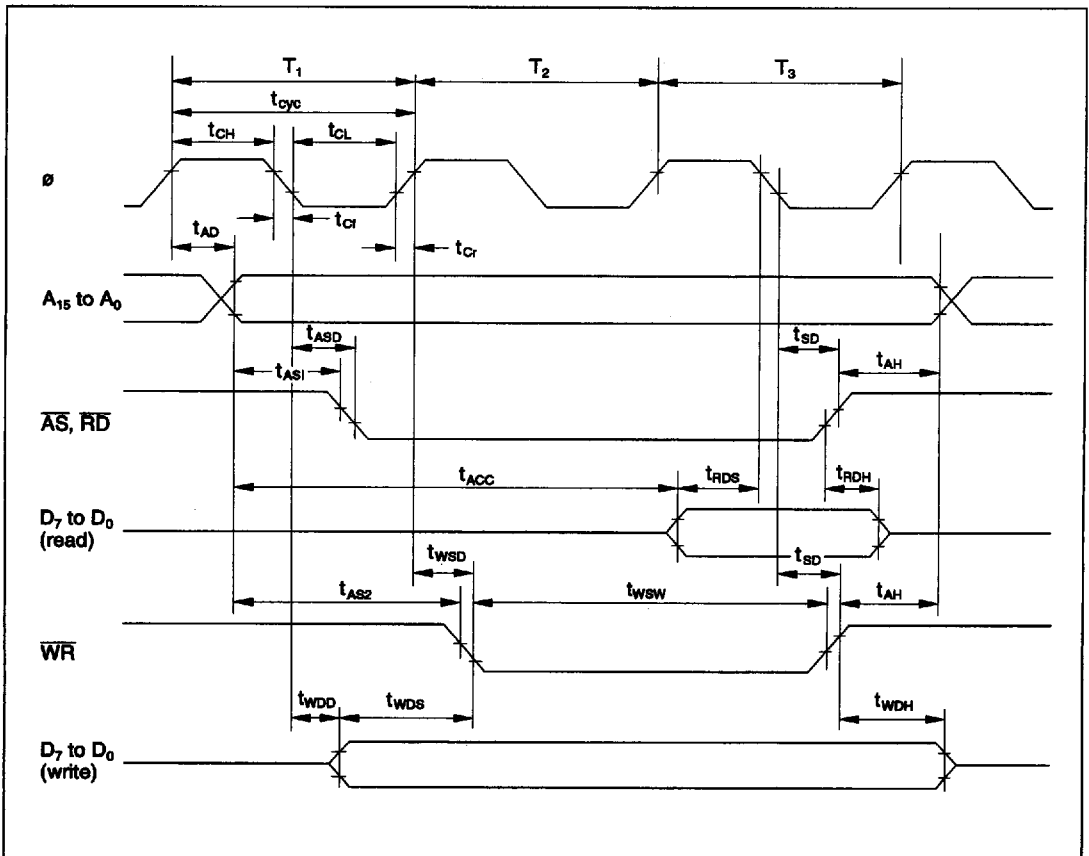 T₁ T₂ T₃
tcyc
tCH tCL
ø
tCf
tAD
tCr
A₁₅ to A₀
tASD tSD
tASI tAH
AS, RD
tACC tRDS tRDH
D₇ to D₀
(read)
tWSD tSD
tAS2 tWSW tAH
WR
tWDD tWDS tWDH
D₇ to D₀
(write)